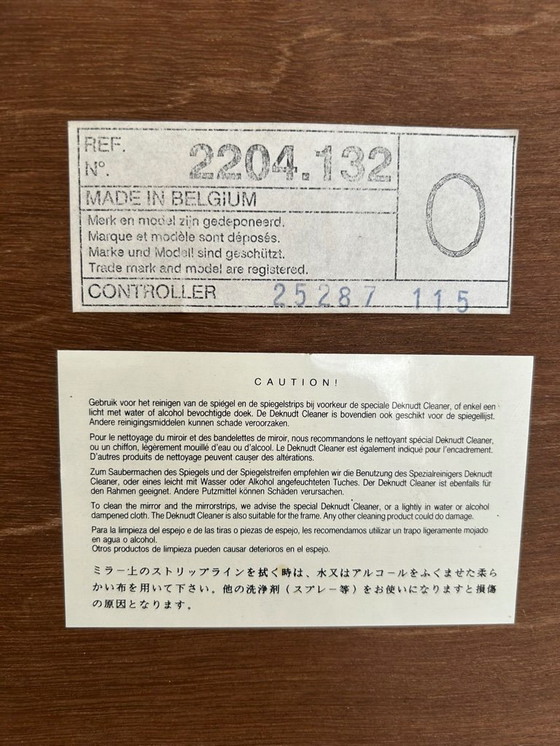 REF.
N°. 2204.132
MADE IN BELGIUM
Merk en model zijn gedeponeerd.
Marque et modèle sont déposés.
Marke und Modell sind geschützt.
Trade mark and model are registered.
CONTROLLER 25287 115
O
CAUTION!
Gebruik voor het reinigen van de spiegel en de spiegelstrips bij voorkeur de speciale Deknudt Cleaner, of enkel een
licht met water of alcohol bevochtigde doek. De Deknudt Cleaner is bovendien ook geschikt voor de spiegellijst.
Andere reinigingsmiddelen kunnen schade veroorzaken.
Pour le nettoyage du miroir et des bandelettes de miroir, nous recommandons le nettoyant spécial Deknudt Cleaner,
ou un chiffon, légèrement mouillé d'eau ou d'alcool. Le Deknudt Cleaner est également indiqué pour l'encadrement.
D'autres produits de nettoyage peuvent causer des altérations.
Zum Saubermachen des Spiegels und der Spiegelstreifen empfehlen wir die Benutzung des Spezialreinigers Deknudt
Cleaner, oder eines leicht mit Wasser oder Alkohol angefeuchteten Tuches. Der Deknudt Cleaner ist ebenfalls für
den Rahmen geeignet. Andere Putzmittel können Schäden verursachen.
To clean the mirror and the mirrorstrips, we advise the special Deknudt Cleaner, or a lightly in water or alcohol
dampened cloth. The Deknudt Cleaner is also suitable for the frame. Any other cleaning product could do damage.
Para la limpieza del espejo e de las tiras o piezas de espejo, les recomendamos utilizar un trapo ligeramente mojado
en agua o alcohol.
Otros productos de limpieza pueden causar deterioros en el espejo.
ミラー上のストリップラインを拭く時は、水又はアルコールをふくませた柔ら
かい布を用いて下さい。他の洗浄剤（スプレー等）をお使いになりますと損傷
の原因となります。